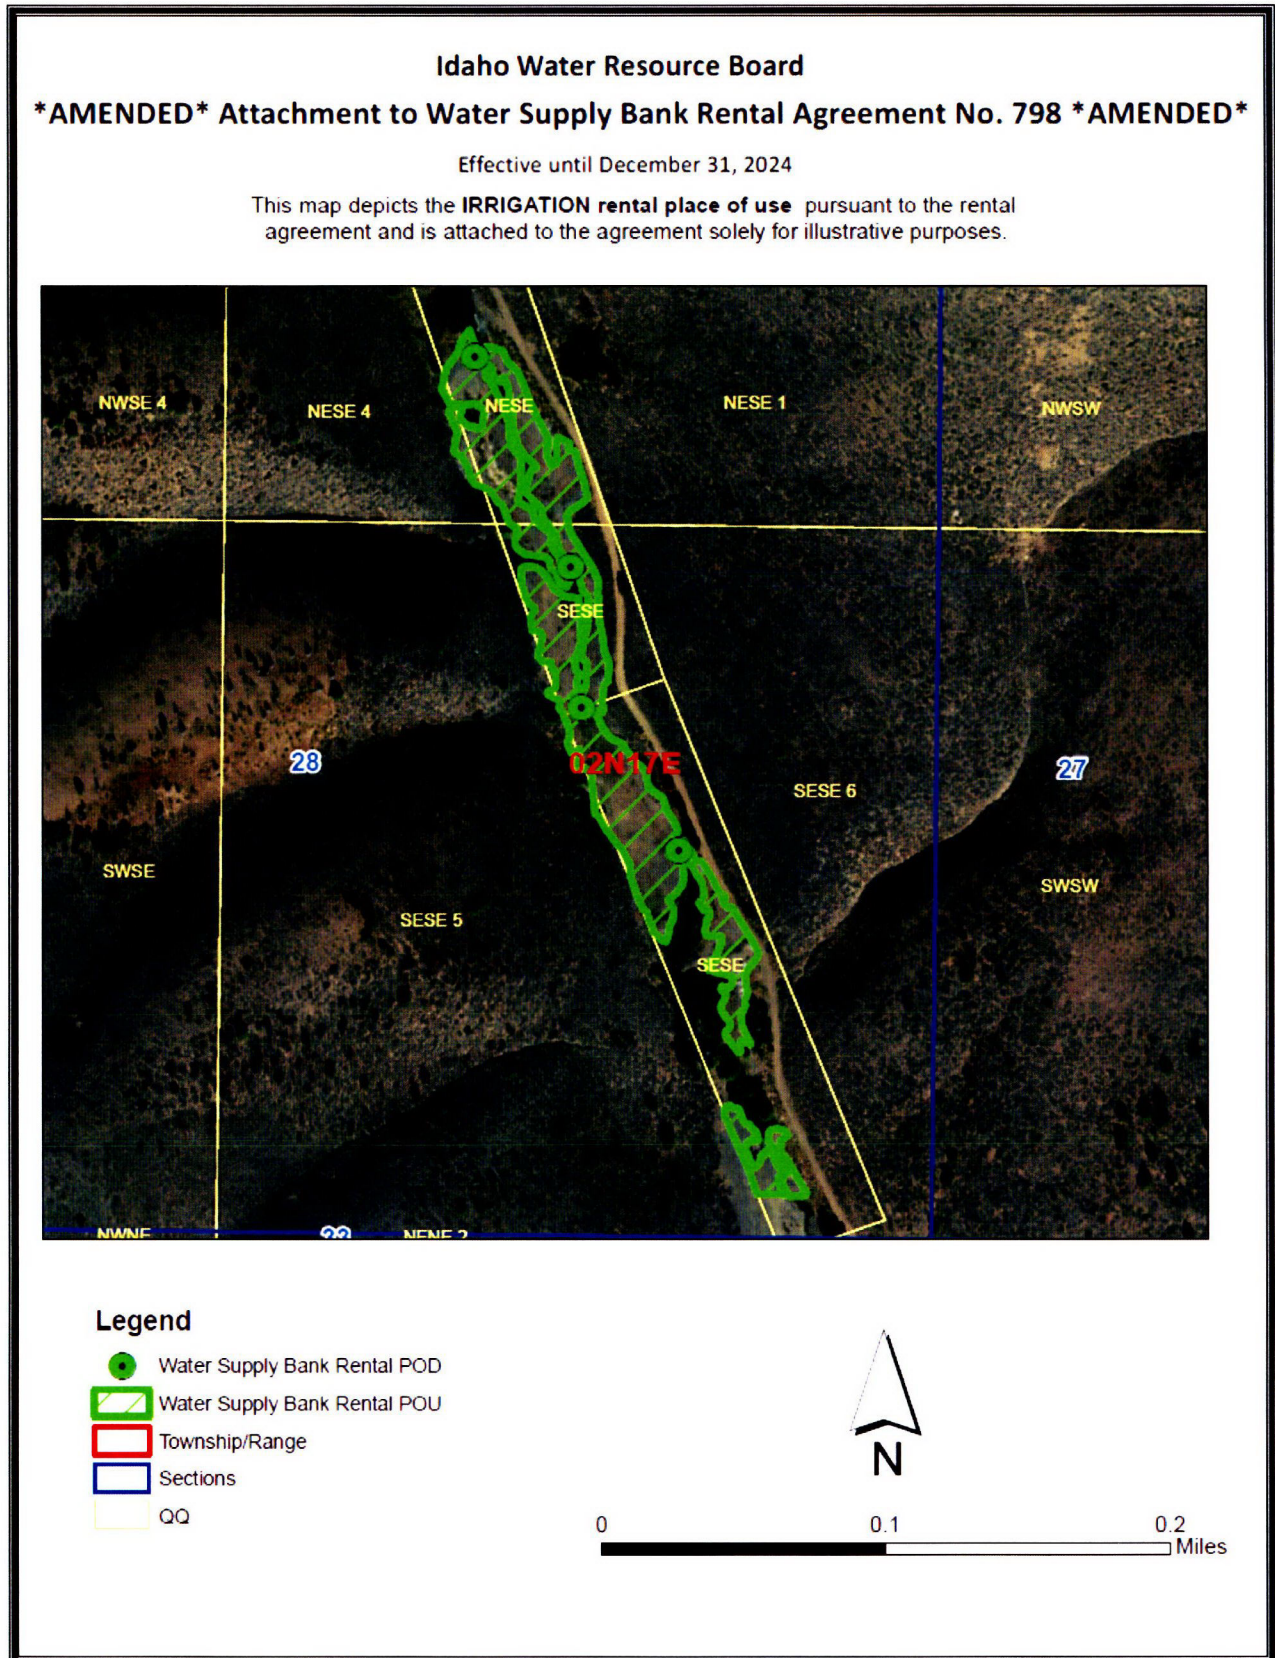 Idaho Water Resource Board
*AMENDED* Attachment to Water Supply Bank Rental Agreement No. 798 *AMENDED*
Effective until December 31, 2024
This map depicts the IRRIGATION rental place of use pursuant to the rental
agreement and is attached to the agreement solely for illustrative purposes.
NWSE 4
NESE 4
NESE
NESE 1
NWSW
SESE
28
02N17E
27
SESE 6
SWSE
SWSW
SESE 5
SESE
NWNE
33
NENE 2
Legend
Water Supply Bank Rental POD
Water Supply Bank Rental POU
Township/Range
Sections
QQ
N
0 0.1 0.2
Miles